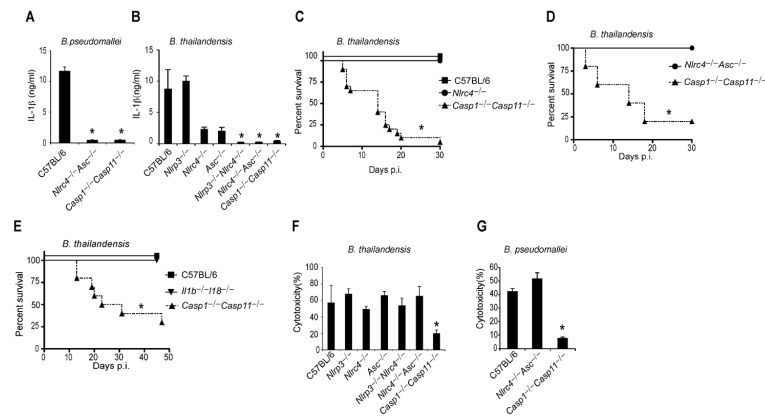 A
B.pseudomallei
IL-1β (ng/ml)
15
10
5
0
*
*
C57BL/6
Nlrc4–/–Asc–/–
Casp1–/–Casp11–/–
B
B. thailandensis
IL-1β (ng/ml)
15
10
5
0
* * *
C57BL/6
Nlrp3–/–
Nlrc4–/–
Asc–/–
Nlrp3–/–Nlrc4–/–
Nlrc4–/–Asc–/–
Casp1–/–Casp11–/–
C
B. thailandensis
Percent survival
100
75
50
25
0
0 10 20 30
Days p.i.
*
C57BL/6
Nlrc4–/–
Casp1–/–Casp11–/–
D
B. thailandensis
Percent survival
100
75
50
25
0
0 10 20 30
Days p.i.
*
Nlrc4–/–Asc–/–
Casp1–/–Casp11–/–
E
B. thailandensis
Percent survival
100
75
50
25
0
0 10 20 30 40 50
Days p.i.
*
C57BL/6
Il1b–/–Il18–/–
Casp1–/–Casp11–/–
F
B. thailandensis
Cytotoxicity(%)
100
80
60
40
20
0
*
C57BL/6
Nlrp3–/–
Nlrc4–/–
Asc–/–
Nlrp3–/–Nlrc4–/–
Nlrc4–/–Asc–/–
Casp1–/–Casp11–/–
G
B. pseudomallei
Cytotoxicity(%)
80
60
40
20
0
*
C57BL/6
Nlrc4–/–Asc–/–
Casp1–/–Casp11–/–